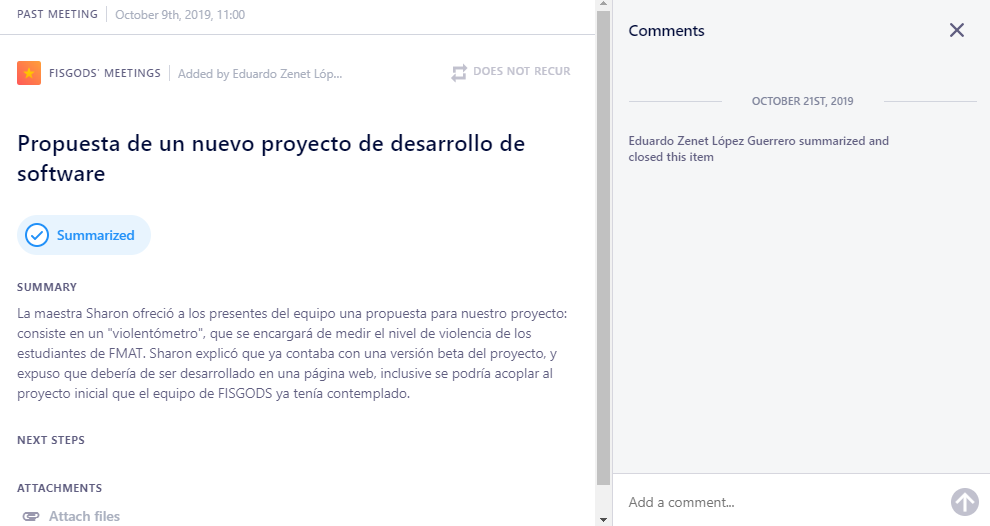 PAST MEETING October 9th, 2019, 11:00
FISGODS' MEETINGS Added by Eduardo Zenet Lóp... DOES NOT RECUR
Propuesta de un nuevo proyecto de desarrollo de
software
Summarized
SUMMARY
La maestra Sharon ofreció a los presentes del equipo una propuesta para nuestro proyecto:
consiste en un "violentómetro", que se encargará de medir el nivel de violencia de los
estudiantes de FMAT. Sharon explicó que ya contaba con una versión beta del proyecto, y
expuso que debería de ser desarrollado en una página web, inclusive se podría acoplar al
proyecto inicial que el equipo de FISGODS ya tenía contemplado.
NEXT STEPS
ATTACHMENTS
Attach files
Comments
OCTOBER 21ST, 2019
Eduardo Zenet López Guerrero summarized and
closed this item
Add a comment...